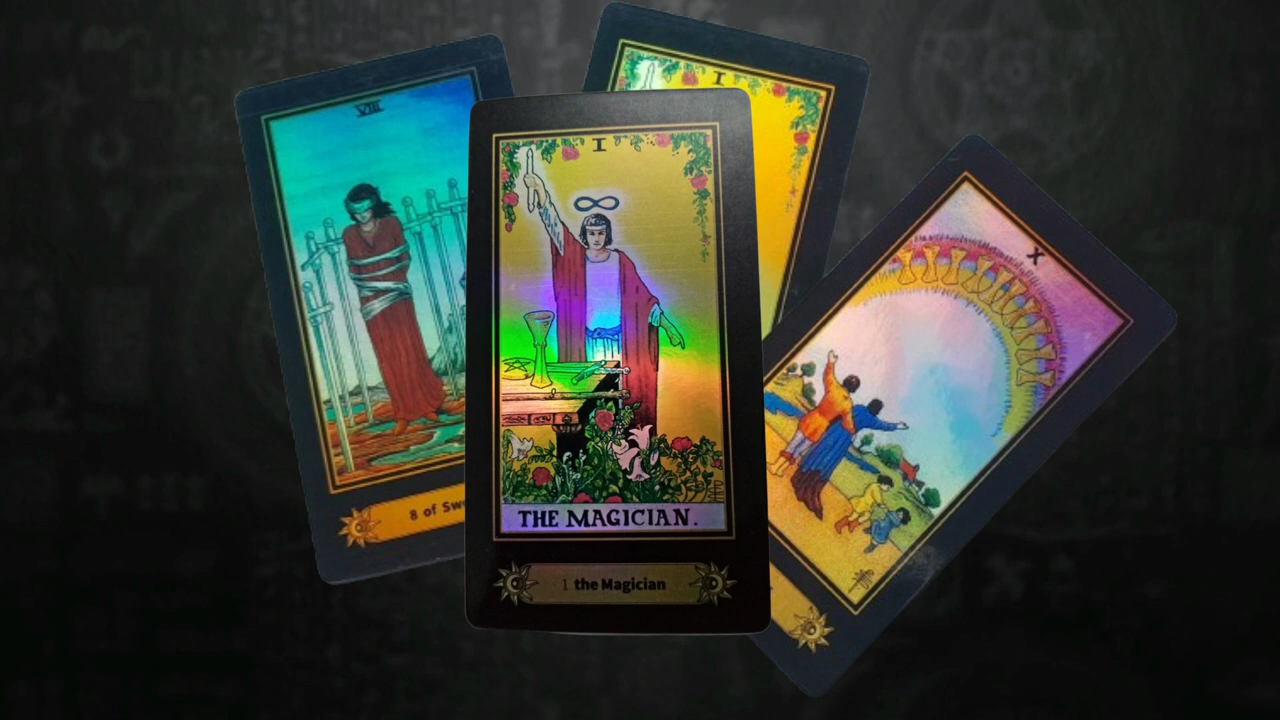 VIII
8 of Sw
I
I
THE MAGICIAN.
1 the Magician
X